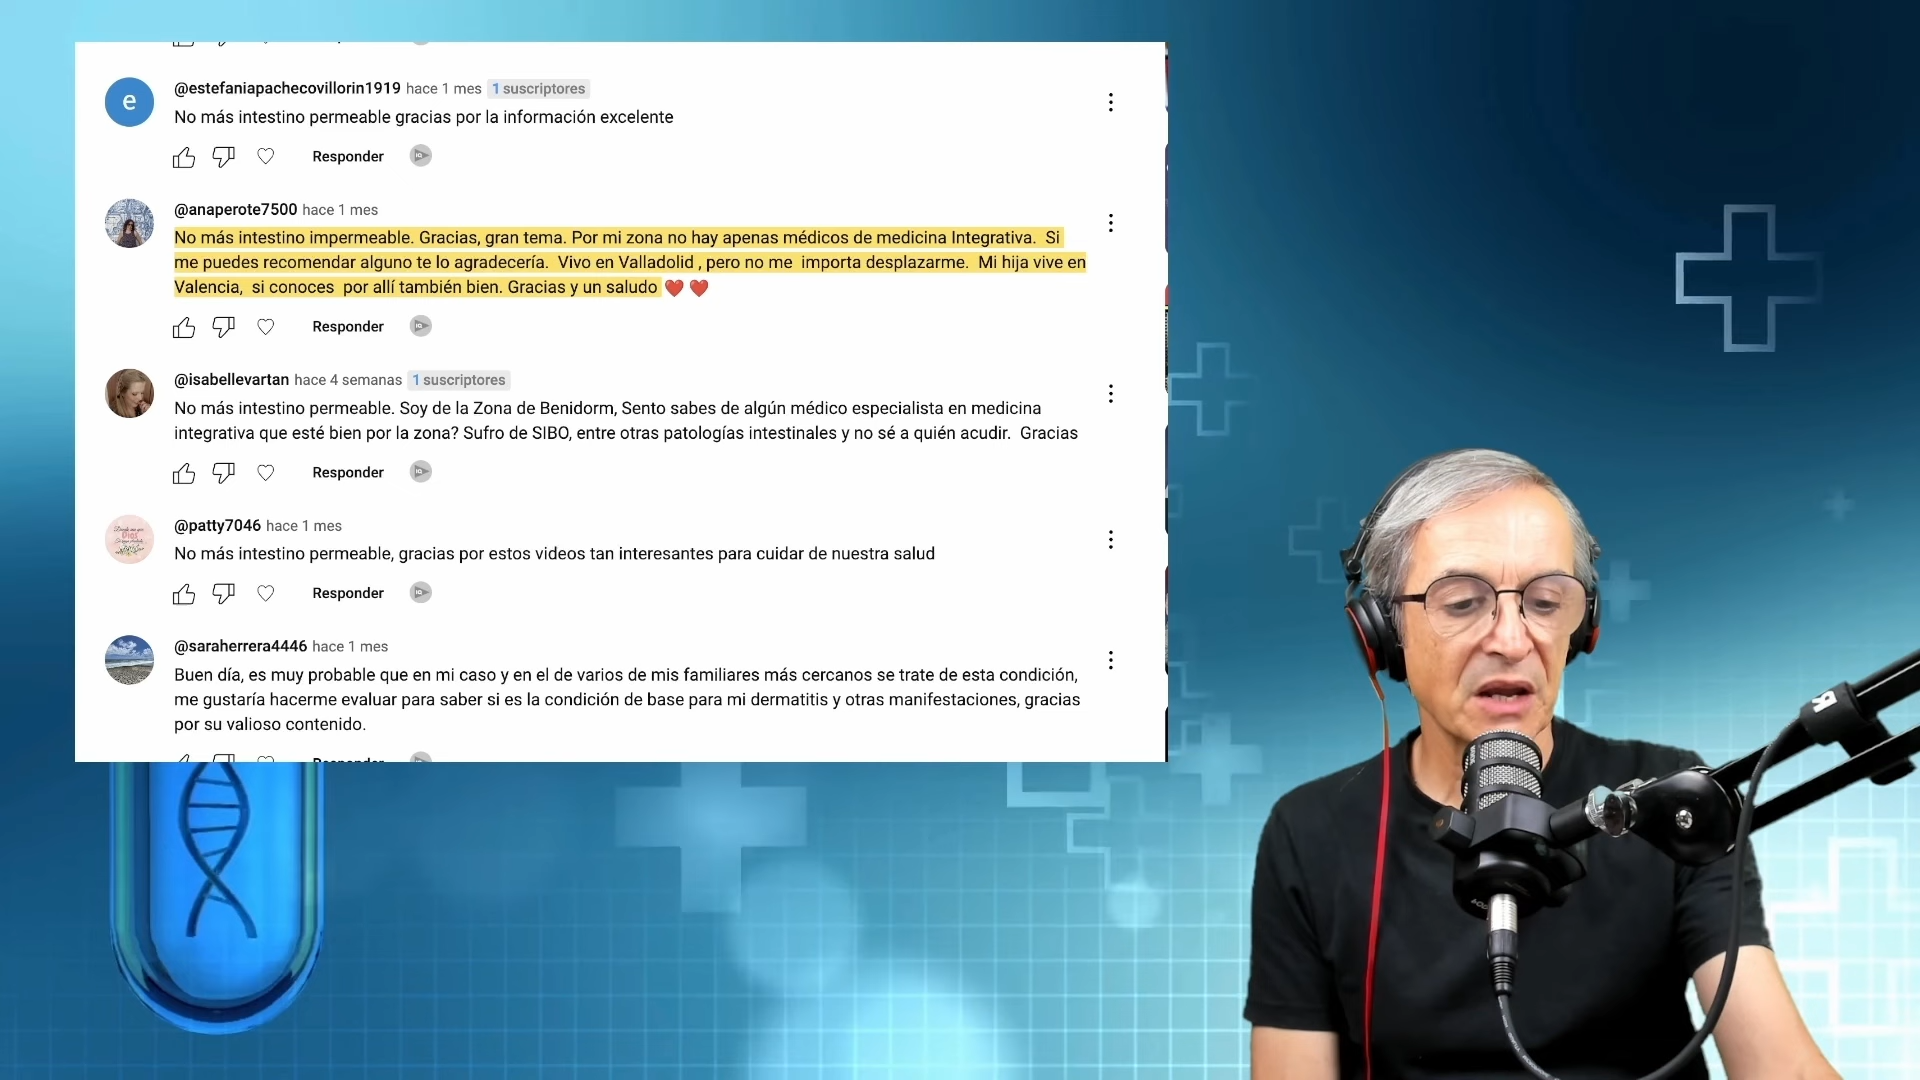 e
@estefaniapachecovillorin1919 hace 1 mes 1 suscriptores
No más intestino permeable gracias por la información excelente
Responder
@anaperote7500 hace 1 mes
No más intestino impermeable. Gracias, gran tema. Por mi zona no hay apenas médicos de medicina Integrativa. Si
me puedes recomendar alguno te lo agradecería. Vivo en Valladolid , pero no me importa desplazarme. Mi hija vive en
Valencia, si conoces por allí también bien. Gracias y un saludo ❤️ ❤️
Responder
@isabellevartan hace 4 semanas 1 suscriptores
No más intestino permeable. Soy de la Zona de Benidorm, Sento sabes de algún médico especialista en medicina
integrativa que esté bien por la zona? Sufro de SIBO, entre otras patologías intestinales y no sé a quién acudir. Gracias
Responder
@patty7046 hace 1 mes
No más intestino permeable, gracias por estos videos tan interesantes para cuidar de nuestra salud
Responder
@saraherrera4446 hace 1 mes
Buen día, es muy probable que en mi caso y en el de varios de mis familiares más cercanos se trate de esta condición,
me gustaría hacerme evaluar para saber si es la condición de base para mi dermatitis y otras manifestaciones, gracias
por su valioso contenido.
Responder